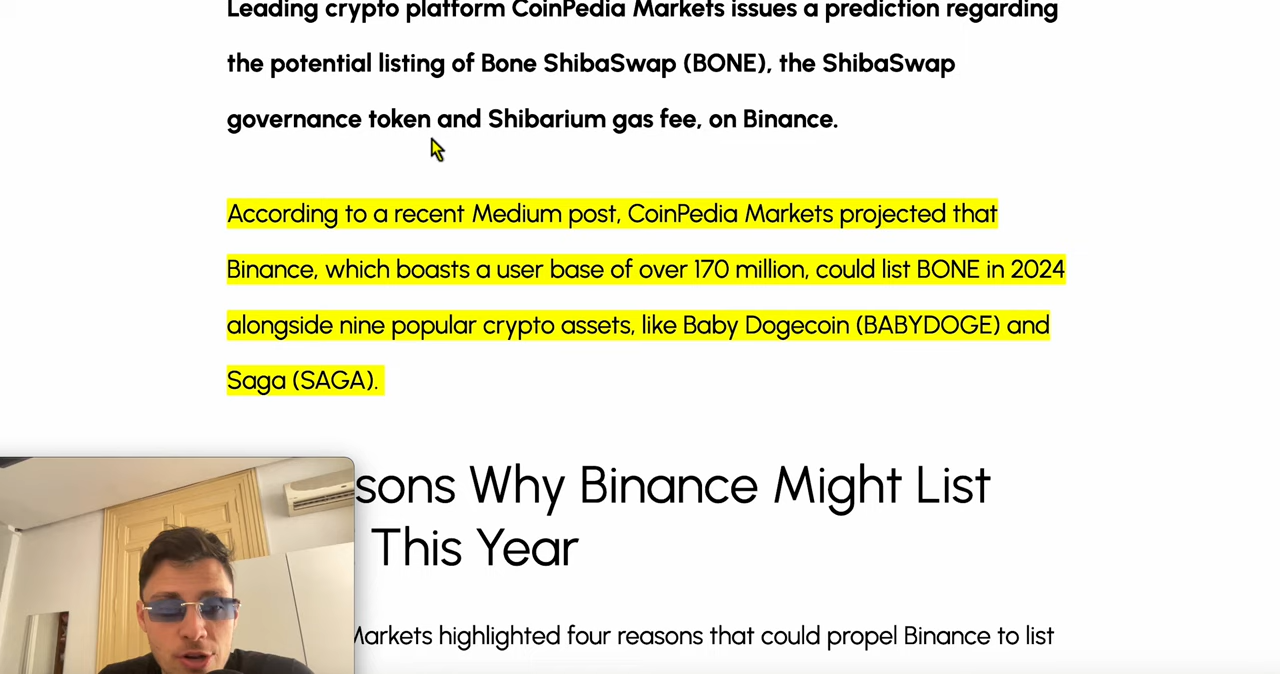 Leading crypto platform CoinPedia Markets issues a prediction regarding
the potential listing of Bone ShibaSwap (BONE), the ShibaSwap
governance token and Shibarium gas fee, on Binance.
According to a recent Medium post, CoinPedia Markets projected that
Binance, which boasts a user base of over 170 million, could list BONE in 2024
alongside nine popular crypto assets, like Baby Dogecoin (BABYDOGE) and
Saga (SAGA).
sons Why Binance Might List
This Year
Markets highlighted four reasons that could propel Binance to list